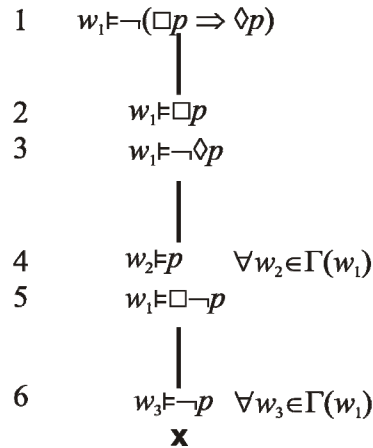 1 w₁⊨¬(□p ⇒ ◊p)
2 w₁⊨□p
3 w₁⊨¬◊p
4 w₂⊨p ∀w₂∈Γ(w₁)
5 w₁⊨□¬p
6 w₃⊨¬p ∀w₃∈Γ(w₁)
x